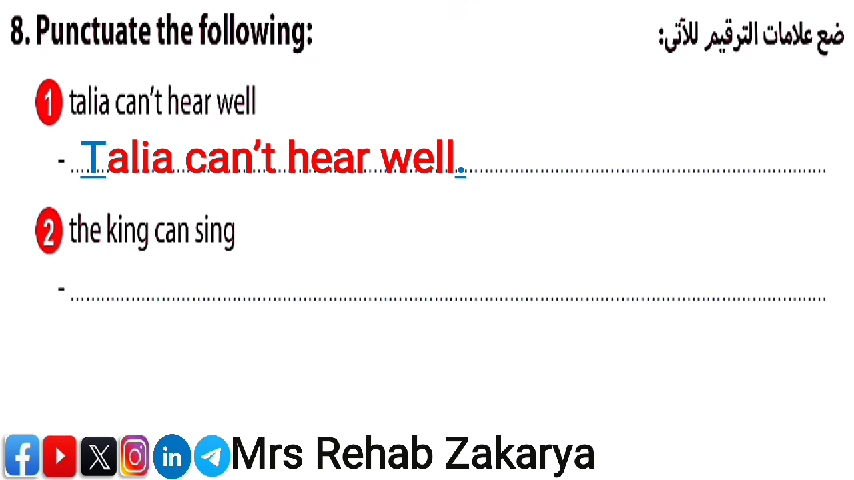 8. Punctuate the following: ضع علامات الترقيم للآتى:
1 talia can't hear well
- Talia can't hear well.
2 the king can sing
-
Mrs Rehab Zakarya